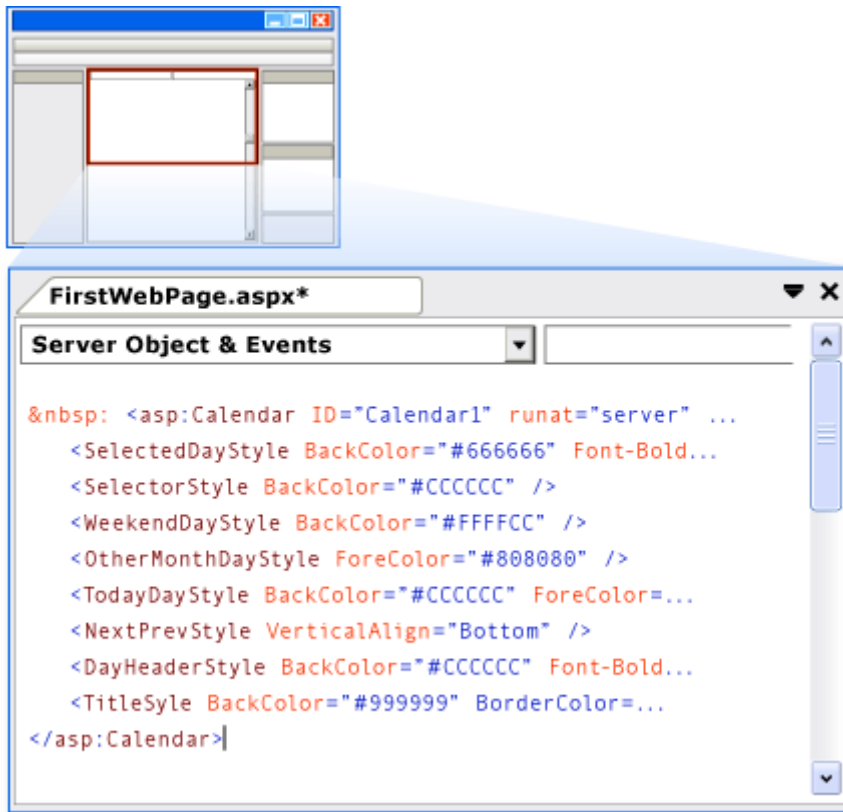 FirstWebPage.aspx*
Server Object & Events
&nbsp: <asp:Calendar ID="Calendar1" runat="server" ...
<SelectedDayStyle BackColor="#666666" Font-Bold...
<SelectorStyle BackColor="#CCCCCC" />
<WeekendDayStyle BackColor="#FFFFCC" />
<OtherMonthDayStyle ForeColor="#808080" />
<TodayDayStyle BackColor="#CCCCCC" ForeColor=...
<NextPrevStyle VerticalAlign="Bottom" />
<DayHeaderStyle BackColor="#CCCCCC" Font-Bold...
<TitleSyle BackColor="#999999" BorderColor=...
</asp:Calendar>